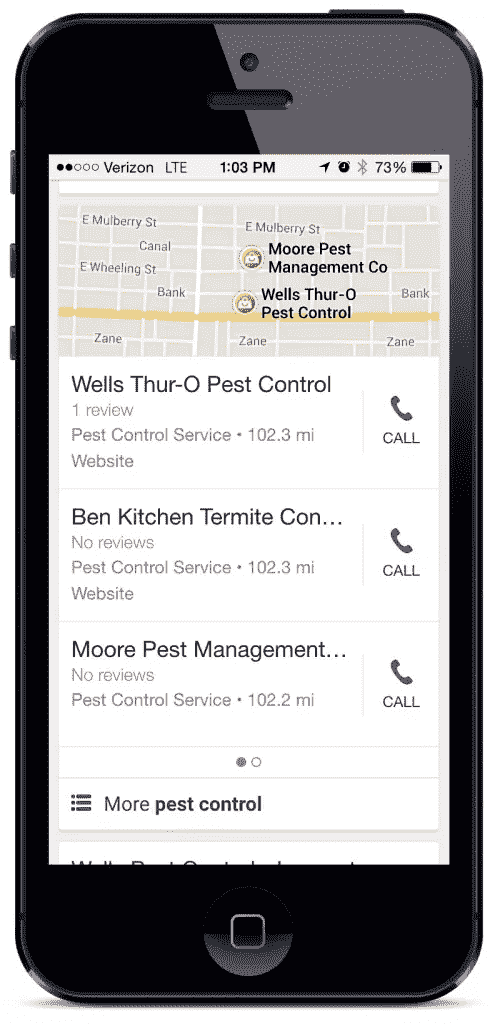 Verizon LTE 1:03 PM 73%
E Mulberry St
E Mulberry St
Canal
Moore Pest
Management Co
E Wheeling St
Bank
Wells Thur-O
Pest Control
Bank
Zane
Zane
Zane
Wells Thur-O Pest Control
1 review
Pest Control Service • 102.3 mi
Website
CALL
Ben Kitchen Termite Con…
No reviews
Pest Control Service • 102.3 mi
Website
CALL
Moore Pest Management…
No reviews
Pest Control Service • 102.2 mi
CALL
More pest control